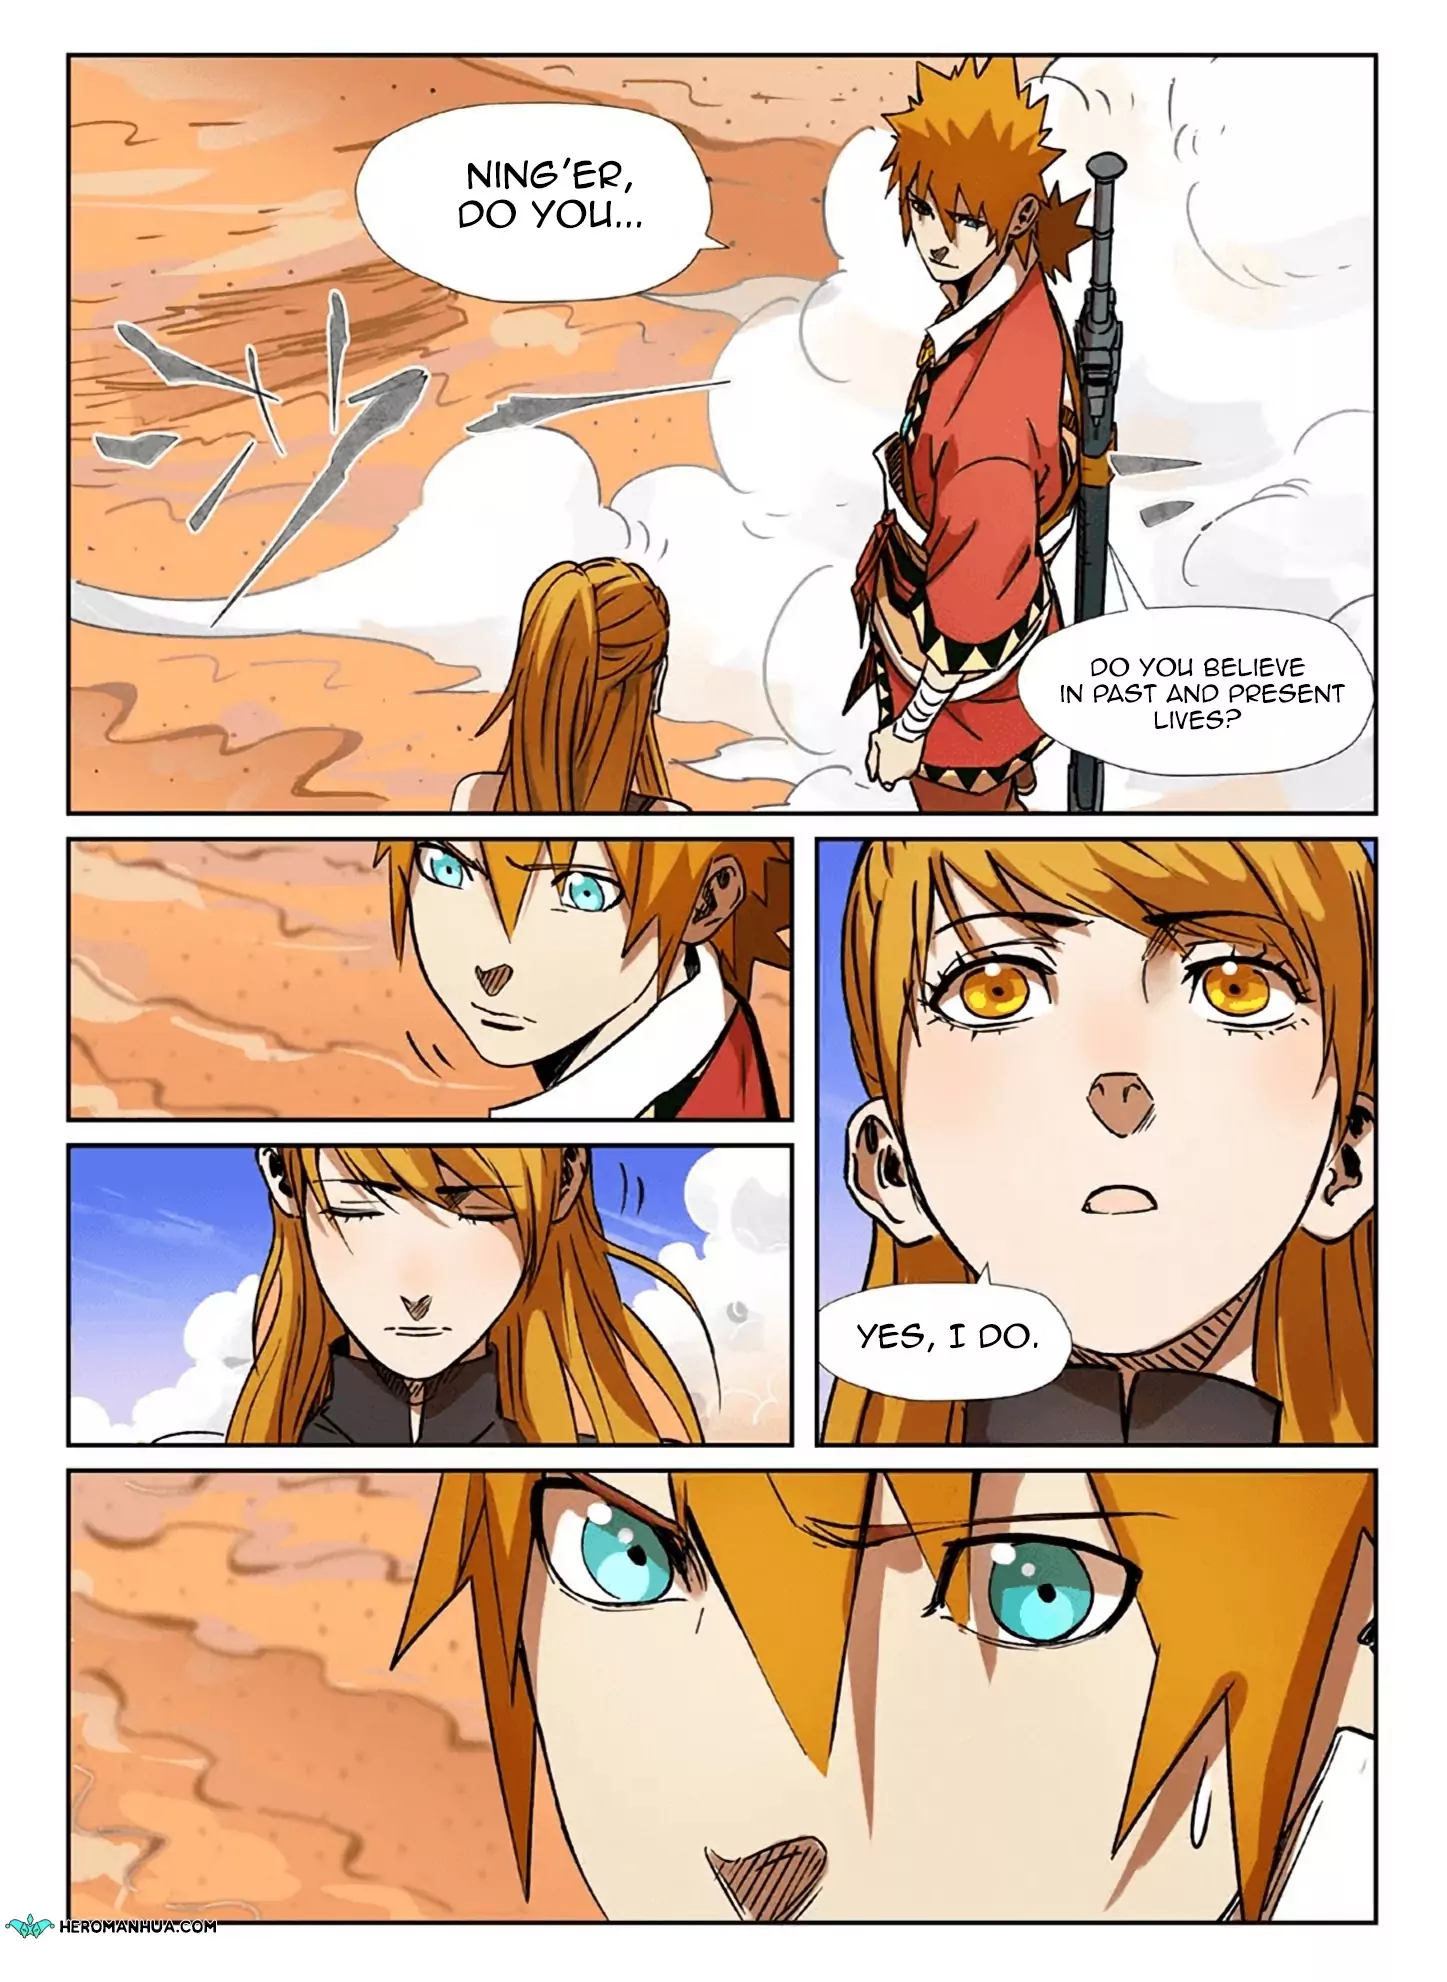 NING'ER,
DO YOU...
DO YOU BELIEVE
IN PAST AND PRESENT
LIVES?
YES, I DO.
HEROMANHUA.COM